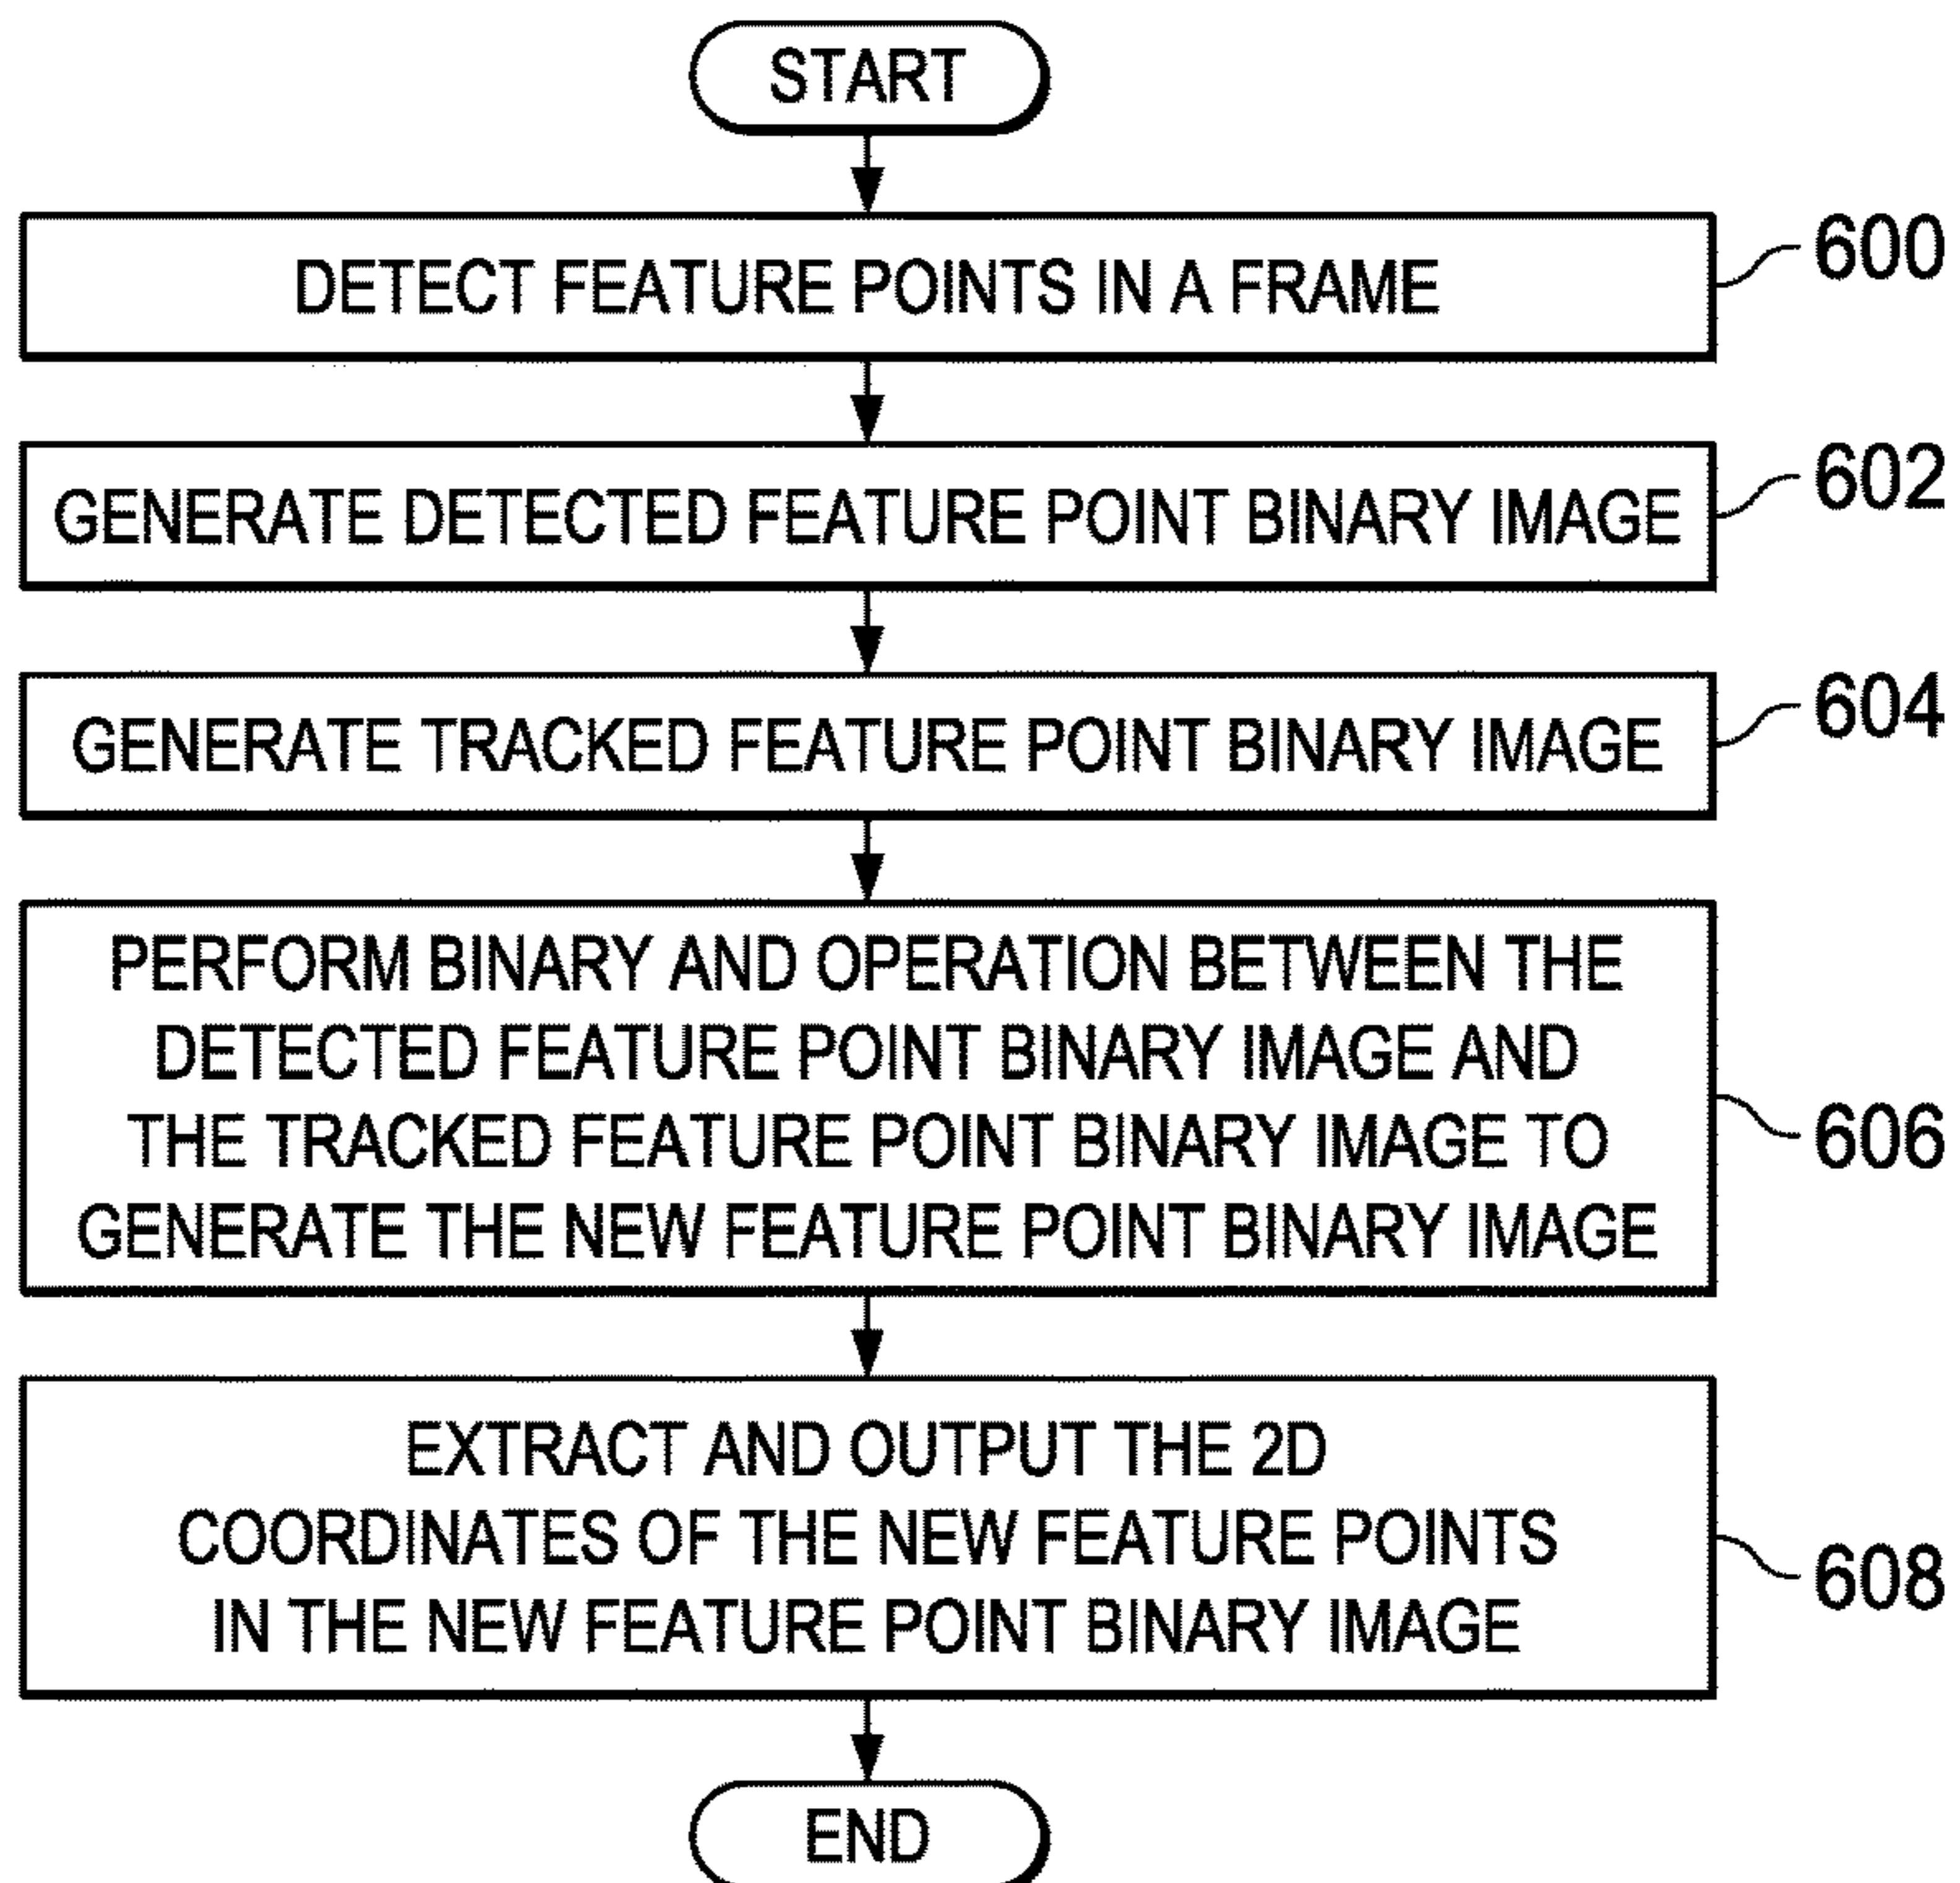 START
DETECT FEATURE POINTS IN A FRAME
600
GENERATE DETECTED FEATURE POINT BINARY IMAGE
602
GENERATE TRACKED FEATURE POINT BINARY IMAGE
604
PERFORM BINARY AND OPERATION BETWEEN THE
DETECTED FEATURE POINT BINARY IMAGE AND
THE TRACKED FEATURE POINT BINARY IMAGE TO
GENERATE THE NEW FEATURE POINT BINARY IMAGE
606
EXTRACT AND OUTPUT THE 2D
COORDINATES OF THE NEW FEATURE POINTS
IN THE NEW FEATURE POINT BINARY IMAGE
608
END